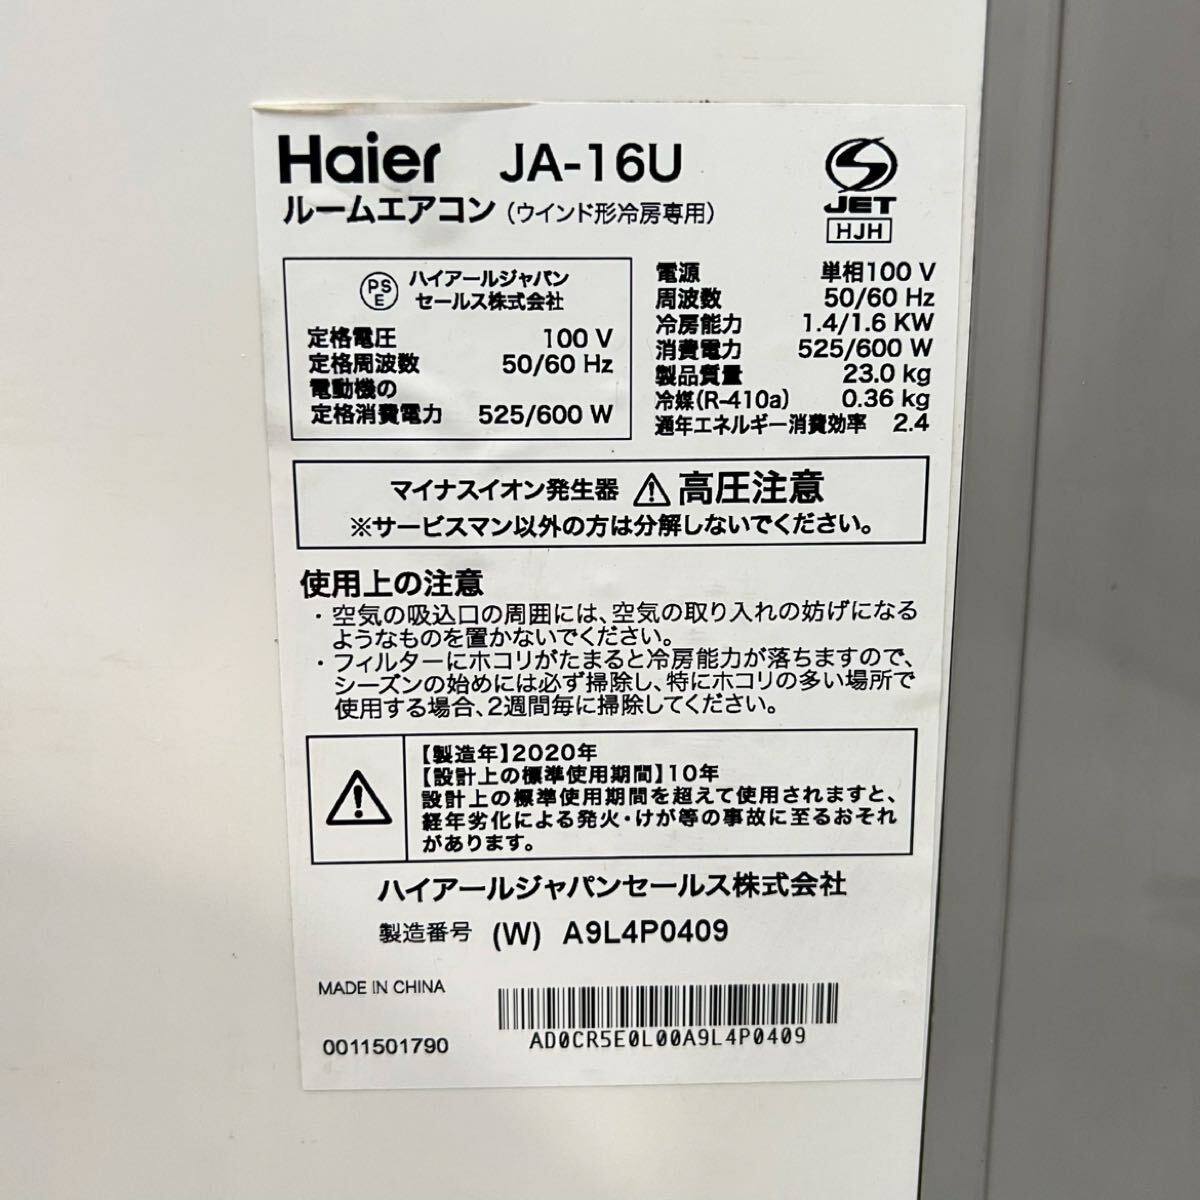 Haier JA-16U
ルームエアコン (ウインド形冷房専用)
JET
HJH
PS
E
ハイアールジャパン
セールス株式会社
定格電圧 100 V
定格周波数 50/60 Hz
電動機の
定格消費電力 525/600 W
電源 単相100 V
周波数 50/60 Hz
冷房能力 1.4/1.6 KW
消費電力 525/600 W
製品質量 23.0 kg
冷媒(R-410a) 0.36 kg
通年エネルギー消費効率 2.4
マイナスイオン発生器 高圧注意
※サービスマン以外の方は分解しないでください。
使用上の注意
・空気の吸込口の周囲には、空気の取り入れの妨げになる
ようなものを置かないでください。
・フィルターにホコリがたまると冷房能力が落ちますので、
シーズンの始めには必ず掃除し、特にホコリの多い場所で
使用する場合、2週間毎に掃除してください。
【製造年】2020年
【設計上の標準使用期間】10年
設計上の標準使用期間を超えて使用されますと、
経年劣化による発火・けが等の事故に至るおそれ
があります。
ハイアールジャパンセールス株式会社
製造番号 (W) A9L4P0409
MADE IN CHINA
0011501790
AD0CR5E0L00A9L4P0409